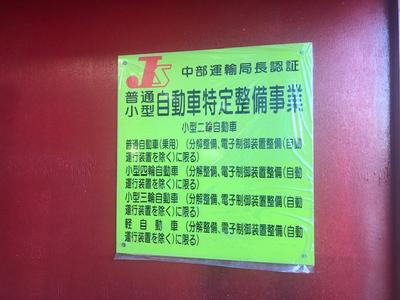 JS 中部運輸局長認証
普通
小型 自動車特定整備事業
小型二輪自動車
普通自動車(乗用) (分解整備、電子制御装置整備(自動
運行装置を除く)に限る)
小型四輪自動車 (分解整備、電子制御装置整備(自動
運行装置を除く)に限る)
小型三輪自動車 (分解整備、電子制御装置整備(自動
運行装置を除く)に限る)
軽自動車 (分解整備、電子制御装置整備(自動
運行装置を除く)に限る)